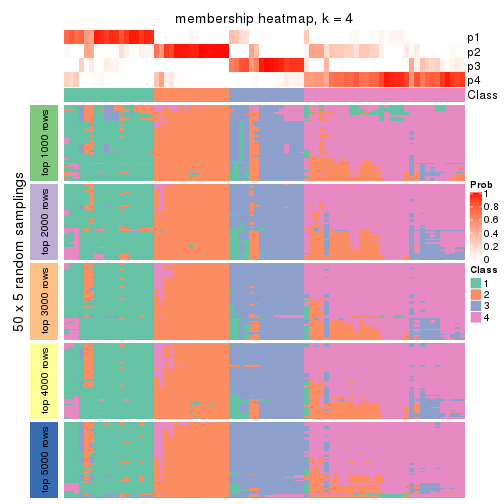 membership heatmap, k = 4
p1
p2
p3
p4
Class
50 x 5 random samplings
top 1000 rows
top 2000 rows
top 3000 rows
top 4000 rows
top 5000 rows
Prob
1
0.8
0.6
0.4
0.2
0
Class
1
2
3
4